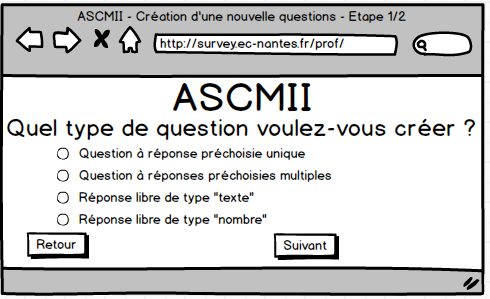 ASCMII - Création d'une nouvelle questions - Etape 1/2
http://survey.ec-nantes.fr/prof/
ASCMII
Quel type de question voulez-vous créer ?
Question à réponse préchoisie unique
Question à réponses préchoisies multiples
Réponse libre de type "texte"
Réponse libre de type "nombre"
Retour
Suivant